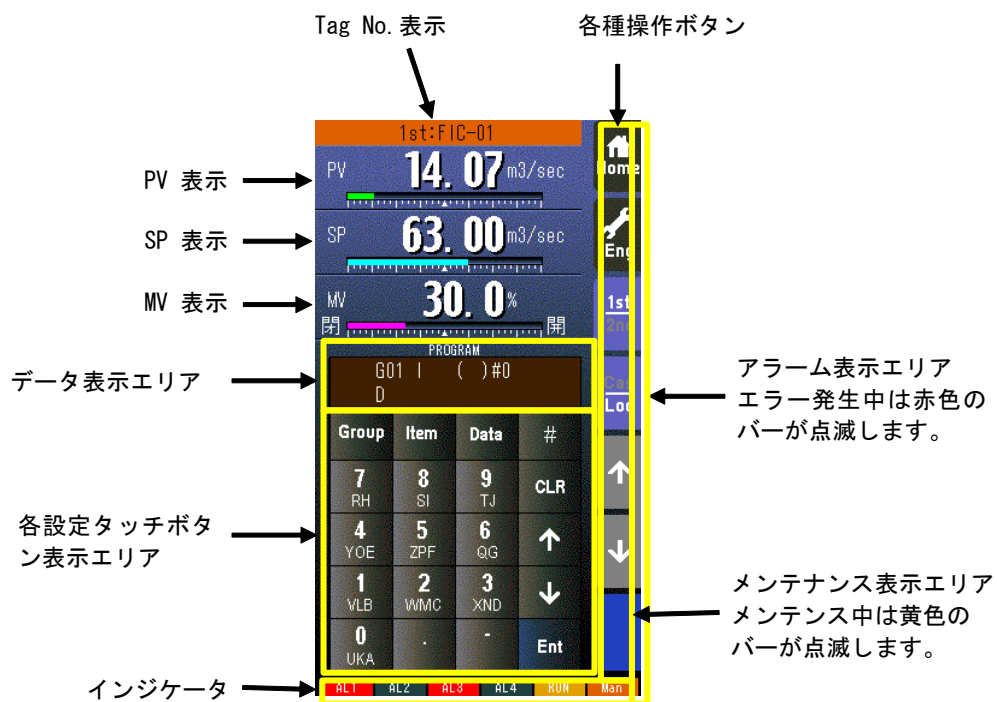 Tag No.表示
各種操作ボタン
1st:FIC-01
Home
PV 表示
PV 14.07 m3/sec
SP 表示
SP 63.00 m3/sec
Eng
MV 表示
MV 30.0 %
閉 開
1st
2nd
PROGRAM
データ表示エリア
G01 | ( )#0
D
Cas
Loc
アラーム表示エリア
エラー発生中は赤色の
バーが点滅します。
Group Item Data #
7 8 9 CLR
RH SI TJ
各設定タッチボタ
ン表示エリア
4 5 6 ↑
YOE ZPF QG
1 2 3 ↓
VLB WMC XND
0 . - Ent
UKA
↑
↓
メンテナンス表示エリア
メンテンス中は黄色の
バーが点滅します。
インジケータ
AL1 AL2 AL3 AL4 RUN Man